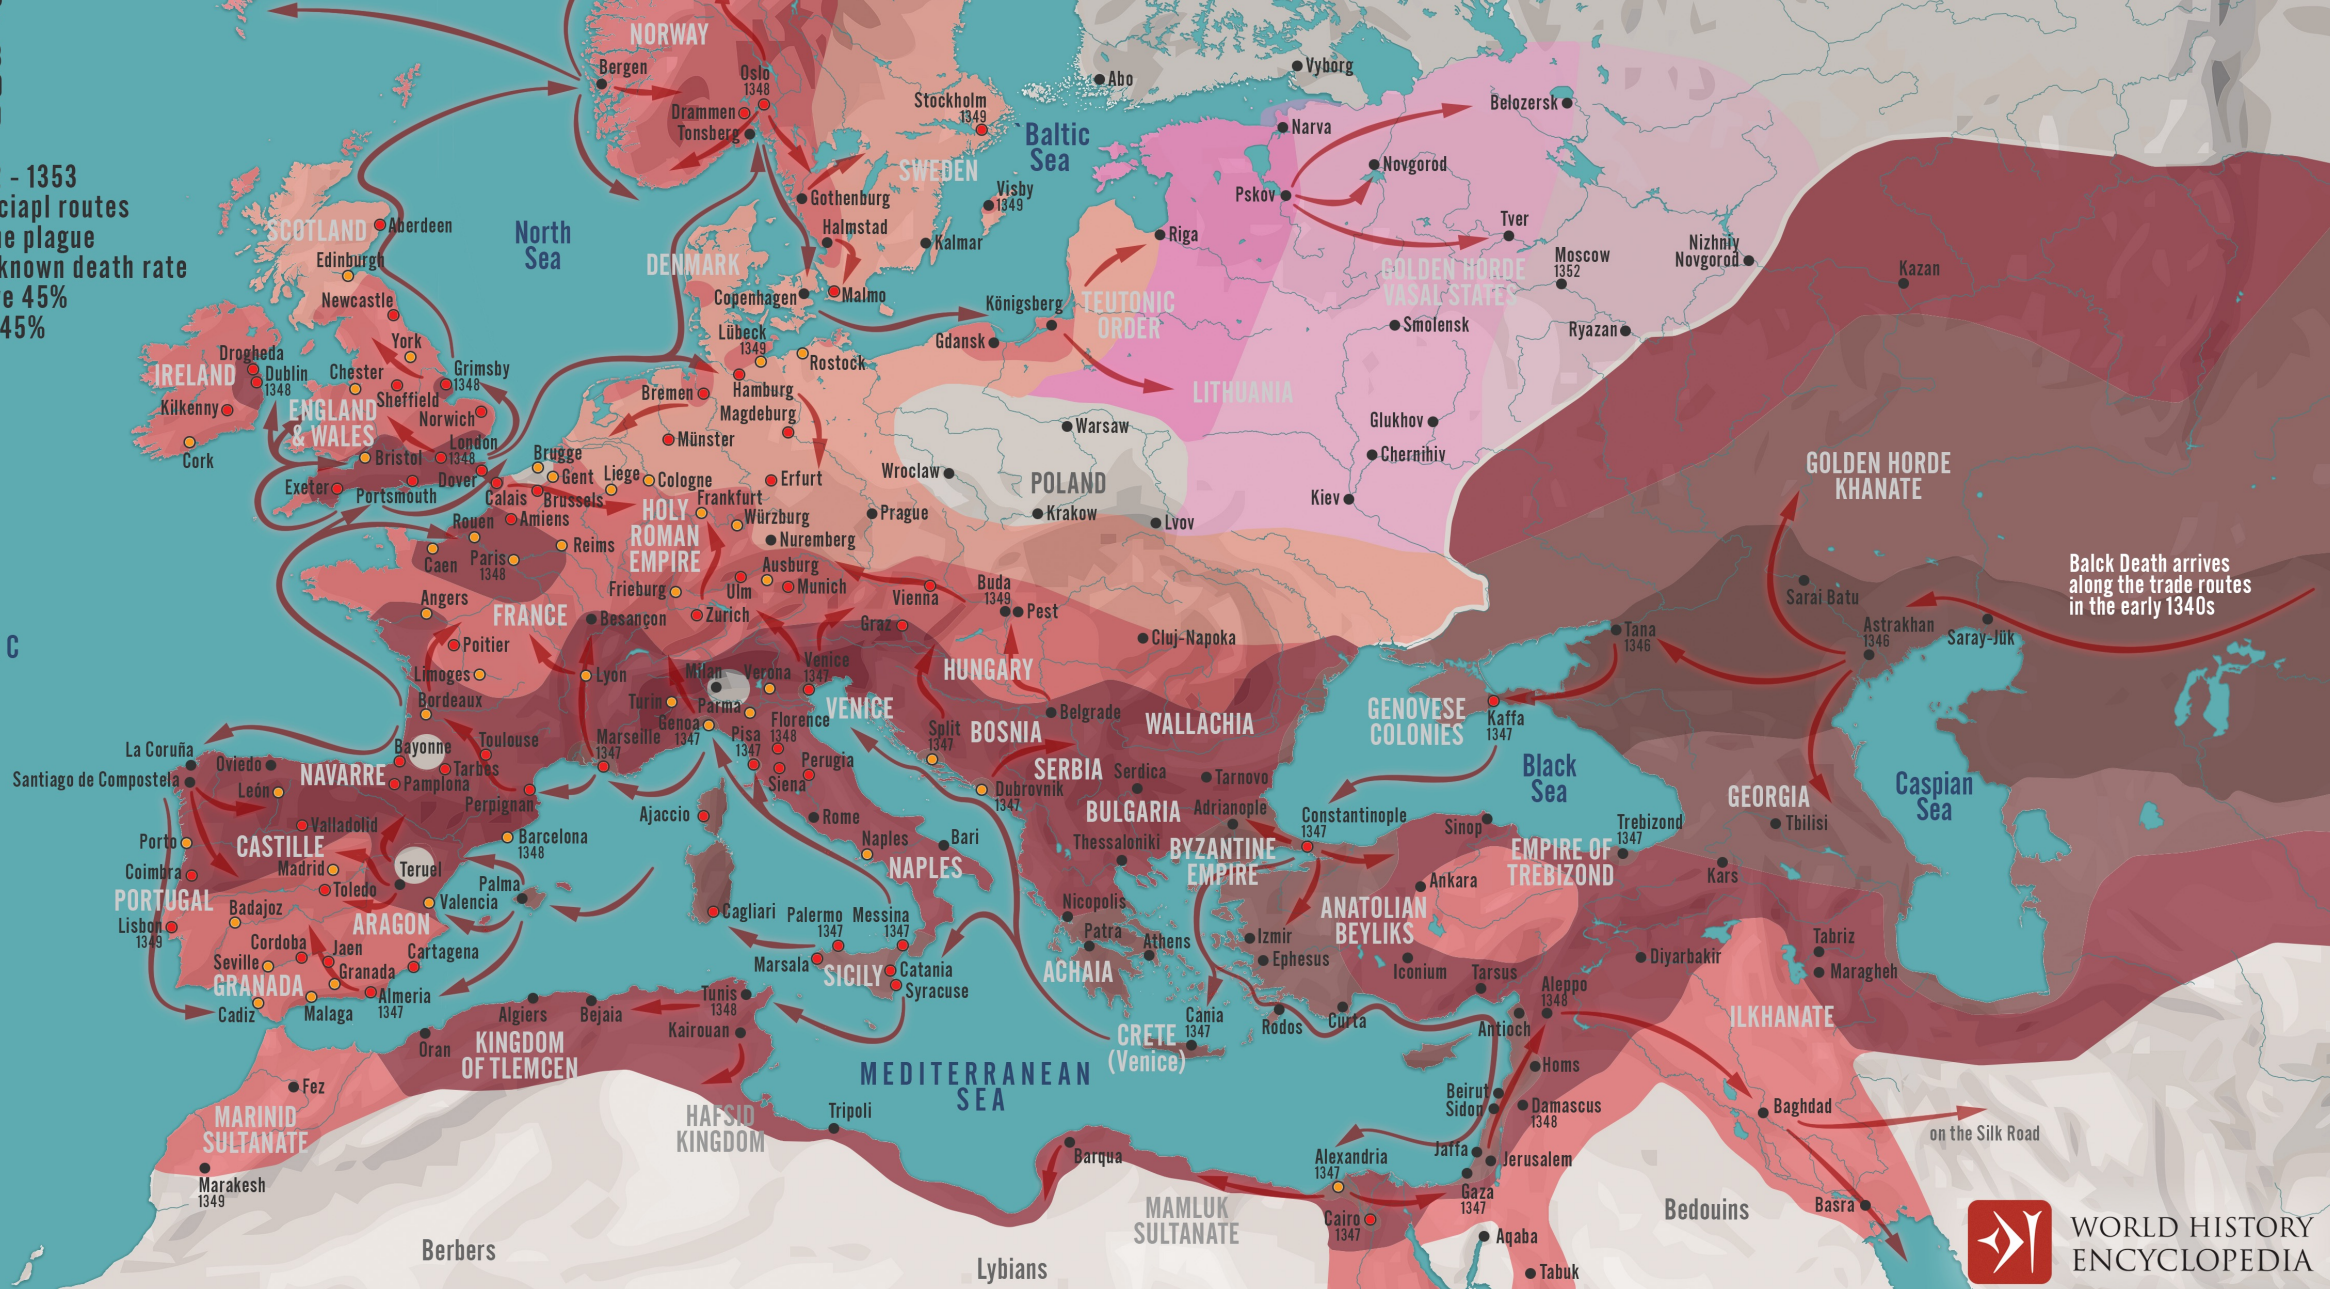 - 1353
ciapl routes
e plague
known death rate
e 45%
45%
C
NORWAY
Bergen
Oslo
1348
Drammen
Tonsberg
Stockholm
1349
Abo
Vyborg
Belozersk
Baltic
Sea
Narva
SWEDEN
Novgorod
Visby
1349
Pskov
Gothenburg
SCOTLAND
Aberdeen
North
Sea
Halmstad
Kalmar
Riga
Tver
Edinburgh
DENMARK
Moscow
1352
Nizhniy
Novgorod
GOLDEN HORDE
VASAL STATES
Kazan
Newcastle
Copenhagen
Malmo
Königsberg
TEUTONIC
ORDER
Smolensk
Ryazan
York
Lübeck
1349
Rostock
Gdansk
Drogheda
Dublin
1348
IRELAND
Chester
Grimsby
1348
Sheffield
Bremen
Hamburg
LITHUANIA
Kilkenny
ENGLAND
& WALES
Norwich
Magdeburg
Glukhov
Münster
Warsaw
Cork
London
1348
Bristol
Brugge
Chernihiv
GOLDEN HORDE
KHANATE
Gent
Liege
Cologne
Erfurt
Wroclaw
POLAND
Exeter
Portsmouth
Dover
Calais
Brussels
Frankfurt
Kiev
Rouen
Amiens
HOLY
ROMAN
EMPIRE
Würzburg
Prague
Krakow
Lvov
Caen
Paris
1348
Reims
Nuremberg
Balck Death arrives
along the trade routes
in the early 1340s
Ausburg
Frieburg
Ulm
Munich
Vienna
Buda
1349
Pest
Sarai Batu
Angers
FRANCE
Besançon
Zurich
Graz
Cluj-Napoka
Tana
1346
Astrakhan
1346
Saray-Jük
Poitier
Limoges
Lyon
Milan
Verona
Venice
1347
HUNGARY
Bordeaux
Turin
Parma
VENICE
Belgrade
WALLACHIA
GENOVESE
COLONIES
Kaffa
1347
Genoa
1347
Pisa
1347
Florence
1348
Split
1347
BOSNIA
La Coruña
Bayonne
Toulouse
Marseille
1347
Santiago de Compostela
Oviedo
NAVARRE
Tarbes
Pamplona
Perugia
Siena
SERBIA
Serdica
Tarnovo
Black
Sea
Caspian
Sea
León
Perpignan
Dubrovnik
1347
GEORGIA
Ajaccio
Rome
BULGARIA
Adrianople
Constantinople
1347
Sinop
Trebizond
1347
Tbilisi
Valladolid
Porto
CASTILLE
Barcelona
1348
Naples
Bari
Thessaloniki
BYZANTINE
EMPIRE
EMPIRE OF
TREBIZOND
Coimbra
Madrid
Teruel
NAPLES
Kars
Toledo
Palma
Ankara
PORTUGAL
Badajoz
Valencia
ARAGON
Cagliari
Palermo
1347
Messina
1347
Nicopolis
ANATOLIAN
BEYLIKS
Lisbon
1349
Cordoba
Jaen
Cartagena
Patra
Athens
Izmir
Tabriz
Seville
Granada
Marsala
SICILY
Catania
ACHAIA
Ephesus
Iconium
Tarsus
Diyarbakir
Maragheh
GRANADA
Almeria
1347
Syracuse
Aleppo
1348
Cadiz
Malaga
Algiers
Bejaia
Tunis
1348
Cania
1347
Rodos
Curta
Antioch
ILKHANATE
Oran
KINGDOM
OF TLEMCEN
Kairouan
CRETE
(Venice)
Homs
Fez
MEDITERRANEAN
SEA
Beirut
Sidon
Damascus
1348
Baghdad
MARINID
SULTANATE
HAFSID
KINGDOM
Tripoli
on the Silk Road
Barqua
Alexandria
1347
Jaffa
Jerusalem
Marakesh
1349
Gaza
1347
MAMLUK
SULTANATE
Cairo
1347
Bedouins
Basra
Aqaba
Berbers
Lybians
Tabuk
WORLD HISTORY
ENCYCLOPEDIA